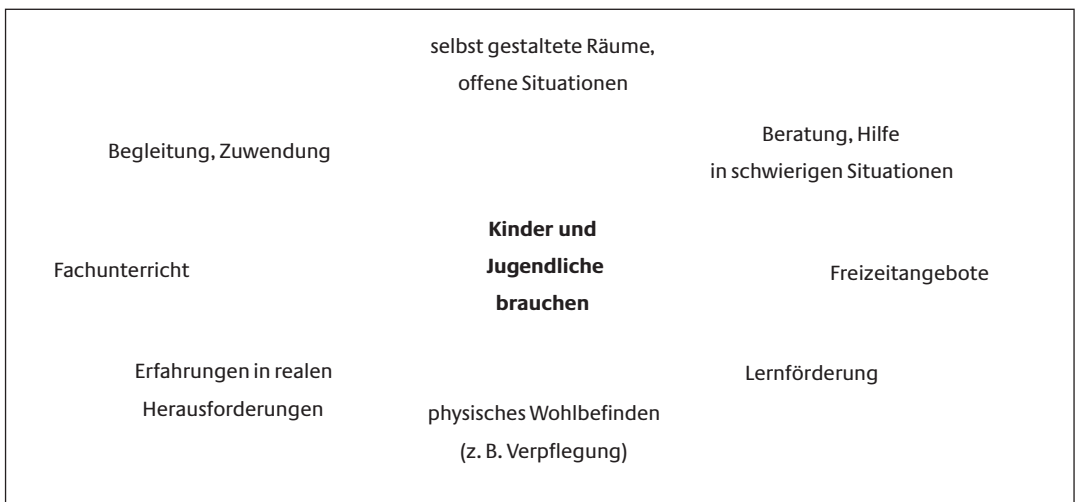 selbst gestaltete Räume,
offene Situationen
Begleitung, Zuwendung
Beratung, Hilfe
in schwierigen Situationen
Kinder und
Jugendliche
brauchen
Fachunterricht
Freizeitangebote
Erfahrungen in realen
Herausforderungen
Lernförderung
physisches Wohlbefinden
(z. B. Verpflegung)